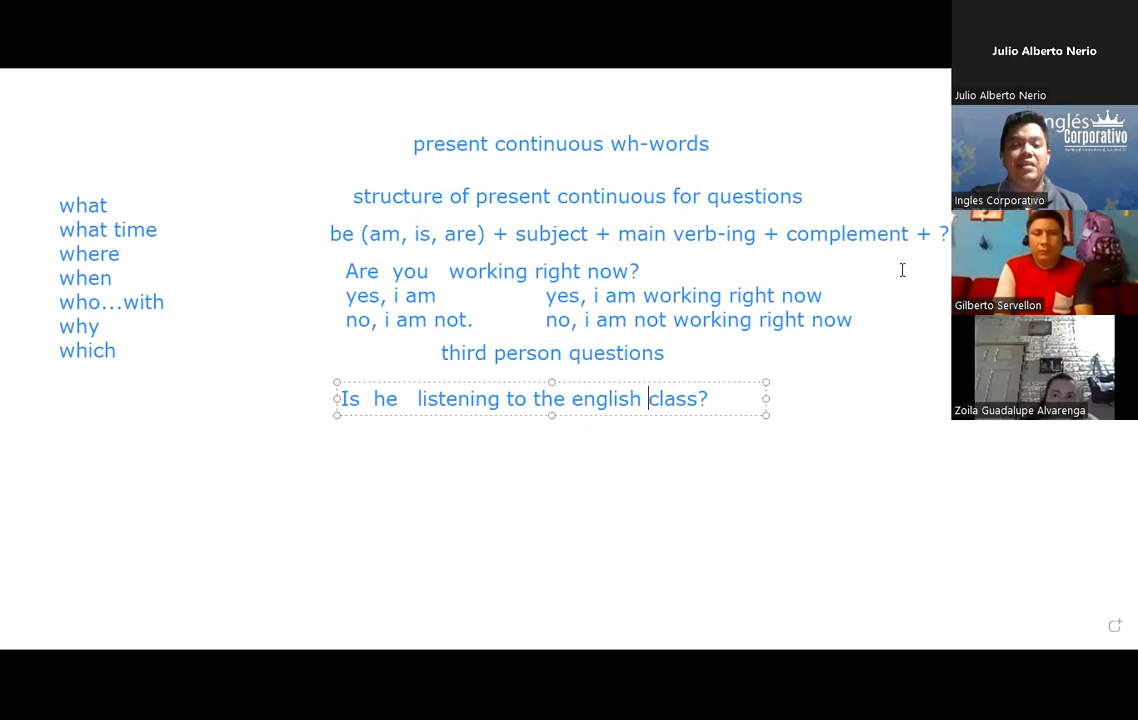 present continuous wh-words
structure of present continuous for questions
be (am, is, are) + subject + main verb-ing + complement + ?
what
what time
where
when
who...with
why
which
Are you working right now?
yes, i am
yes, i am working right now
no, i am not.
no, i am not working right now
third person questions
Is he listening to the english class?
Julio Alberto Nerio
Julio Alberto Nerio
nglés
Corporativo
Ingles Corporativo
Gilberto Servellon
Zoila Guadalupe Alvarenga